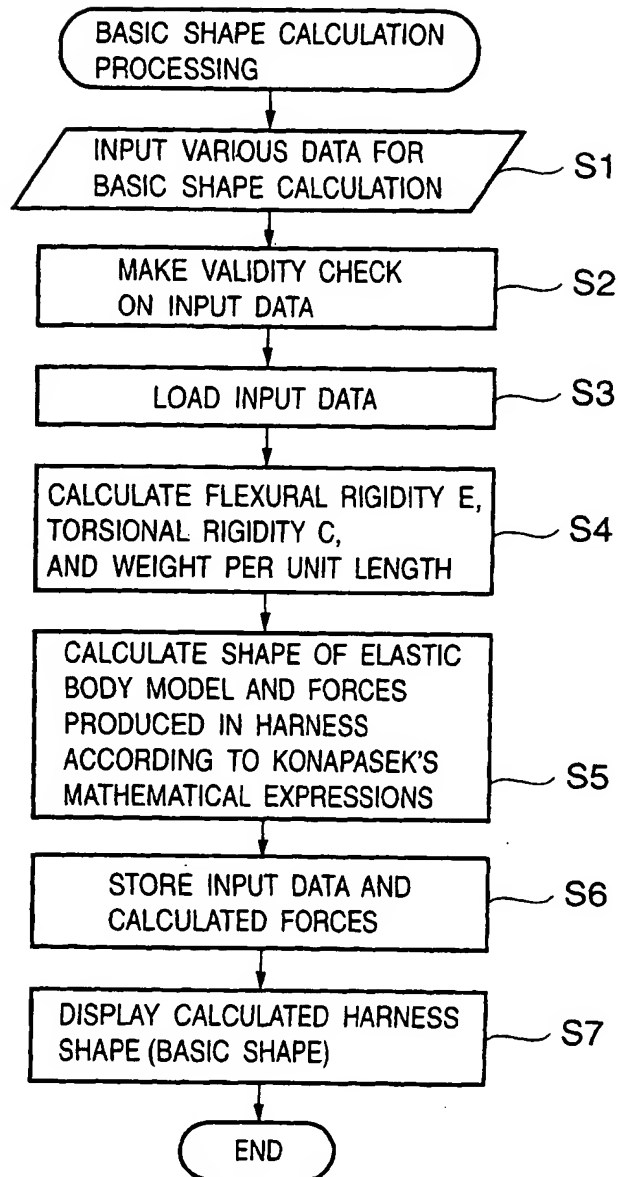 BASIC SHAPE CALCULATION
PROCESSING
INPUT VARIOUS DATA FOR
BASIC SHAPE CALCULATION
S1
MAKE VALIDITY CHECK
ON INPUT DATA
S2
LOAD INPUT DATA
S3
CALCULATE FLEXURAL RIGIDITY E,
TORSIONAL RIGIDITY C,
AND WEIGHT PER UNIT LENGTH
S4
CALCULATE SHAPE OF ELASTIC
BODY MODEL AND FORCES
PRODUCED IN HARNESS
ACCORDING TO KONAPASEK'S
MATHEMATICAL EXPRESSIONS
S5
STORE INPUT DATA AND
CALCULATED FORCES
S6
DISPLAY CALCULATED HARNESS
SHAPE (BASIC SHAPE)
S7
END